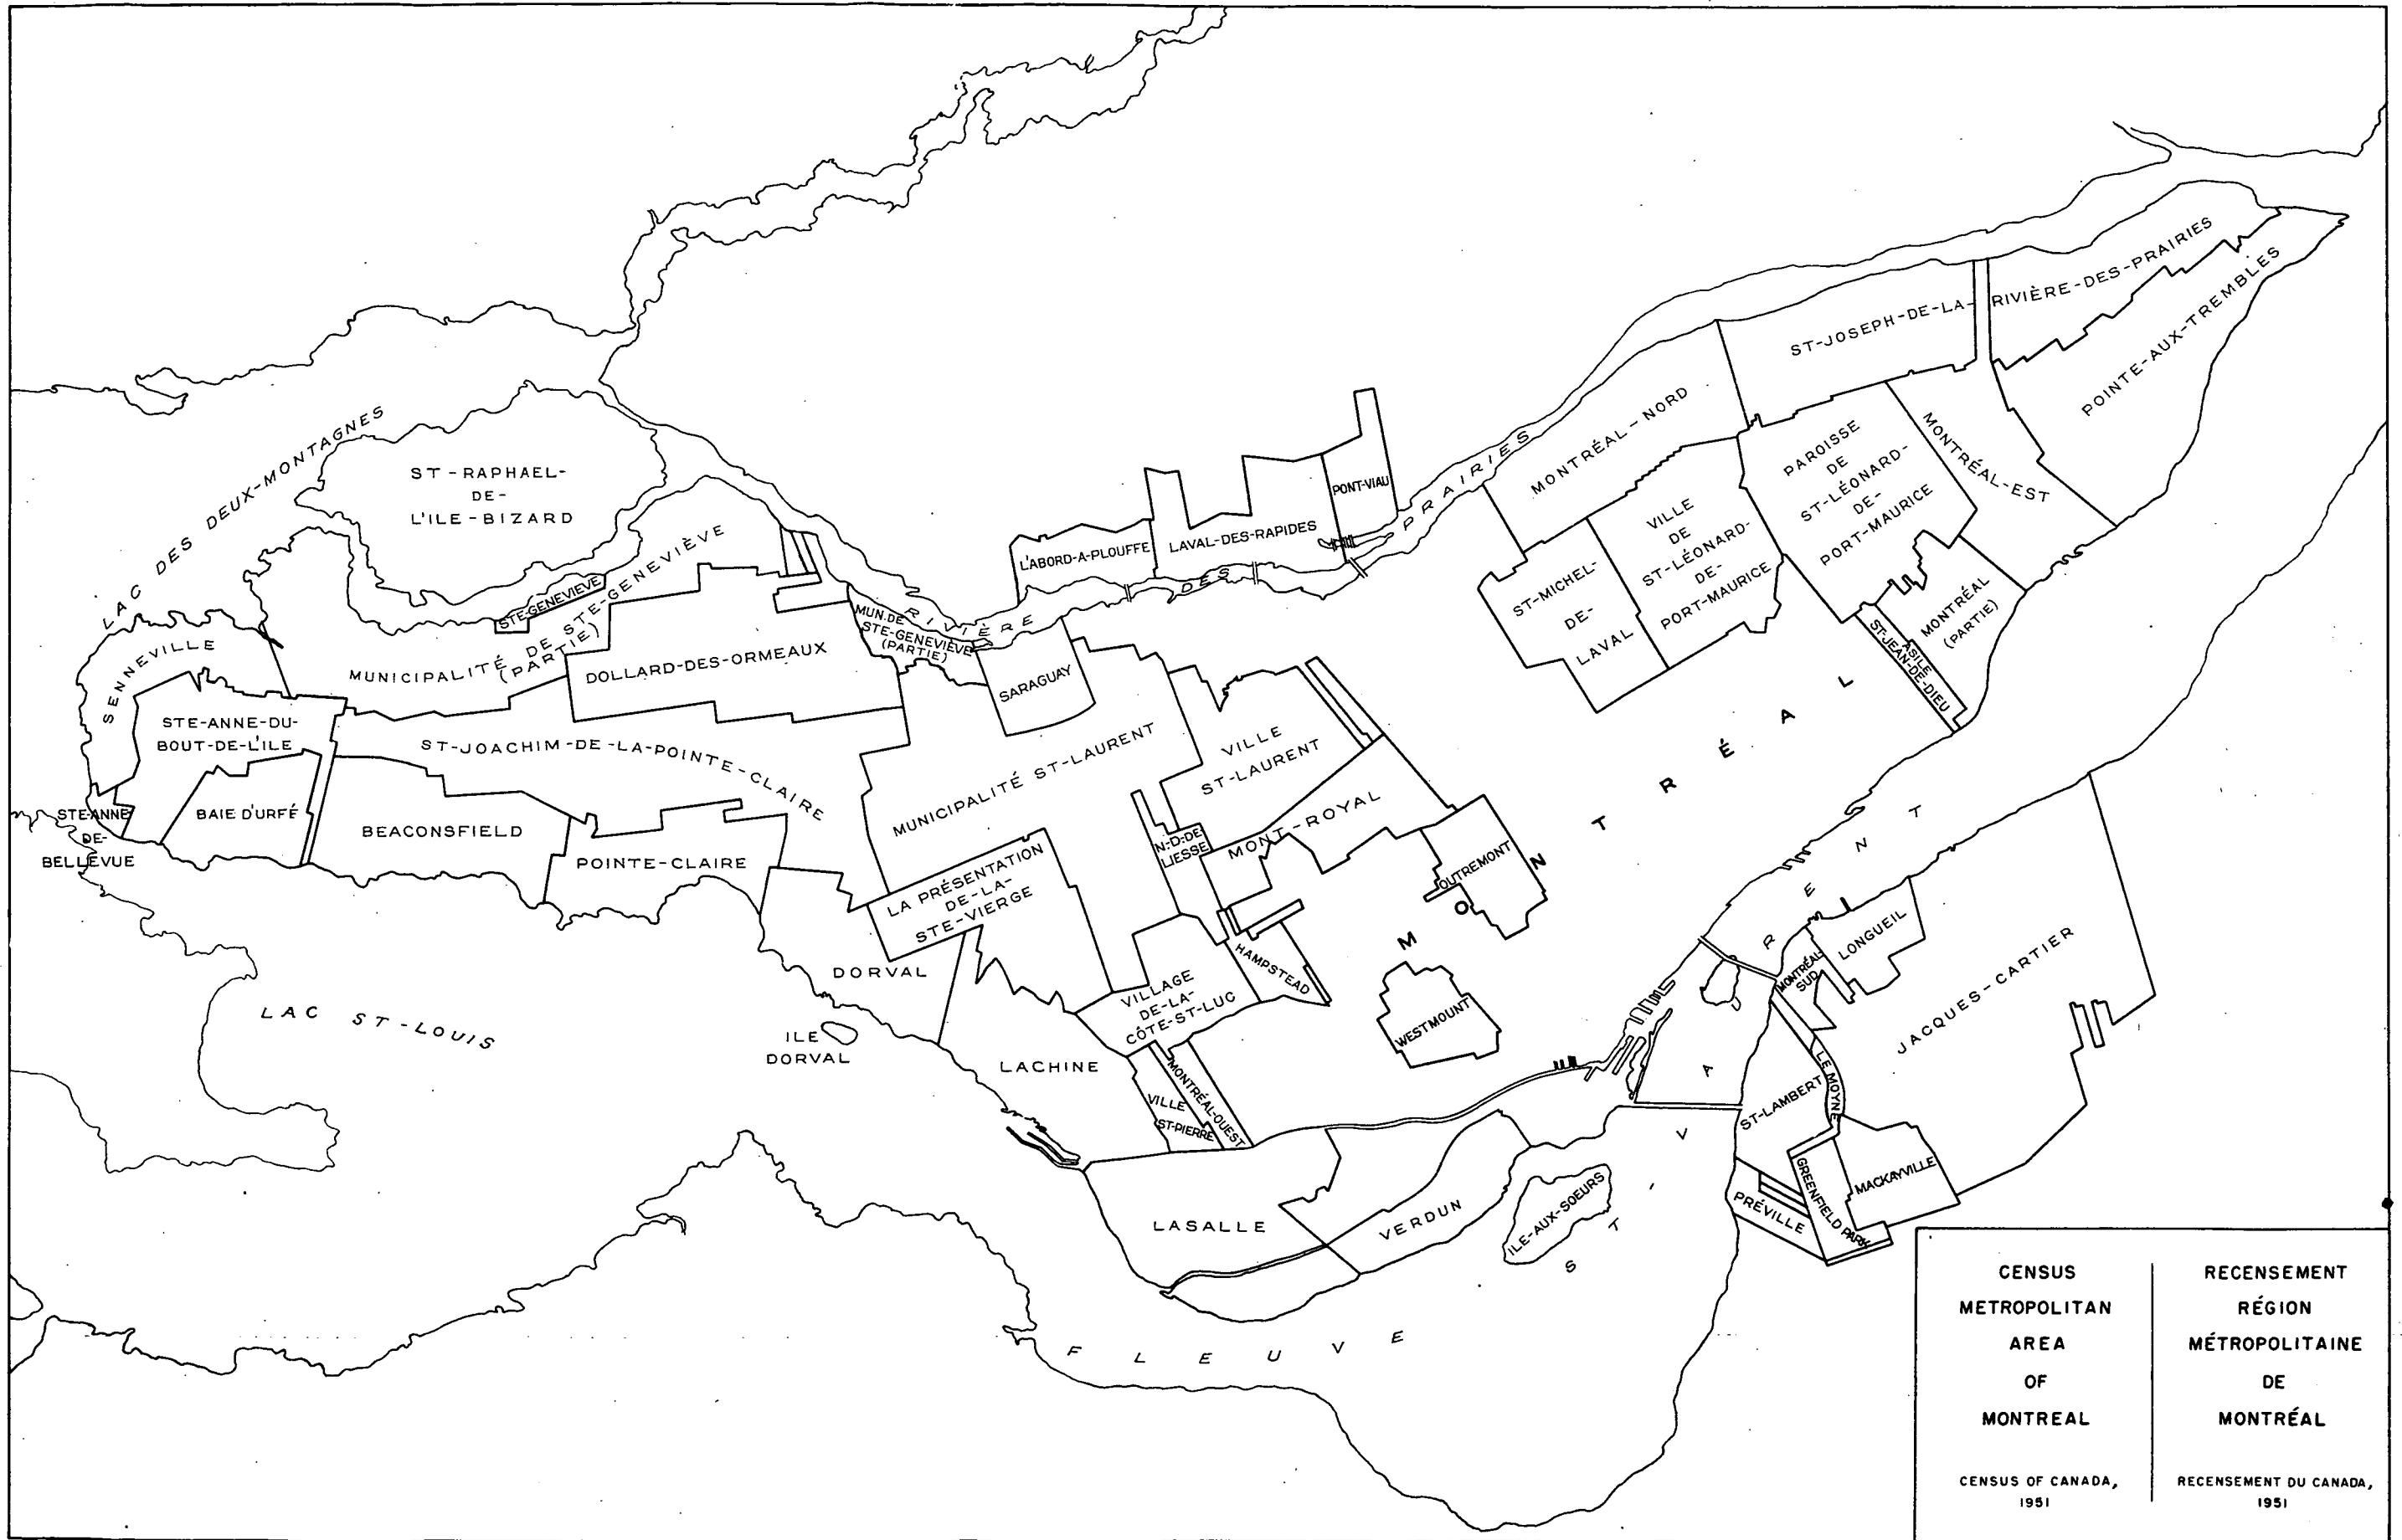 LAC DES DEUX-MONTAGNES
ST-RAPHAEL-
DE-
L'ILE-BIZARD
STE-GENEVIEVE
MUNICIPALITÉ DE STE-GENEVIÈVE
(PARTIE)
SENNEVILLE
STE-ANNE-DU-
BOUT-DE-L'ILE
STE-ANNE
DE-
BELLEVUE
BAIE D'URFÉ
BEACONSFIELD
POINTE-CLAIRE
ST-JOACHIM-DE-LA-POINTE-CLAIRE
DOLLARD-DES-ORMEAUX
MUN. DE
STE-GENEVIÈVE
(PARTIE)
RIVIÈRE DES PRAIRIES
SARAGUAY
L'ABORD-A-PLOUFFE
LAVAL-DES-RAPIDES
PONT-VIAU
MUNICIPALITÉ ST-LAURENT
VILLE
ST-LAURENT
MONT-ROYAL
N.-D.-DE
LIESSE
OUTREMONT
LA PRÉSENTATION
DE-LA-
STE-VIERGE
DORVAL
ILE
DORVAL
LAC ST-LOUIS
LACHINE
VILLAGE
DE-LA-
CÔTE-ST-LUC
HAMPSTEAD
WESTMOUNT
MONTRÉAL-OUEST
VILLE
ST-PIERRE
LASALLE
VERDUN
ILE-AUX-SOEURS
MONTRÉAL
MONTRÉAL-NORD
ST-MICHEL-
DE-
LAVAL
VILLE
DE
ST-LÉONARD-
DE-
PORT-MAURICE
PAROISSE
DE
ST-LÉONARD-
DE-
PORT-MAURICE
ST-JOSEPH-DE-LA-RIVIÈRE-DES-PRAIRIES
POINTE-AUX-TREMBLES
MONTRÉAL-EST
MONTRÉAL
(PARTIE)
ASILE
ST-JEAN-DE-DIEU
FLEUVE ST LAURENT
LONGUEUIL
MONTRÉAL-
SUD
JACQUES-CARTIER
ST-LAMBERT
LE MOYNE
GREENFIELD PARK
MACKAYVILLE
PRÉVILLE
CENSUS
METROPOLITAN
AREA
OF
MONTREAL
CENSUS OF CANADA,
1951
RECENSEMENT
RÉGION
MÉTROPOLITAINE
DE
MONTRÉAL
RECENSEMENT DU CANADA,
1951